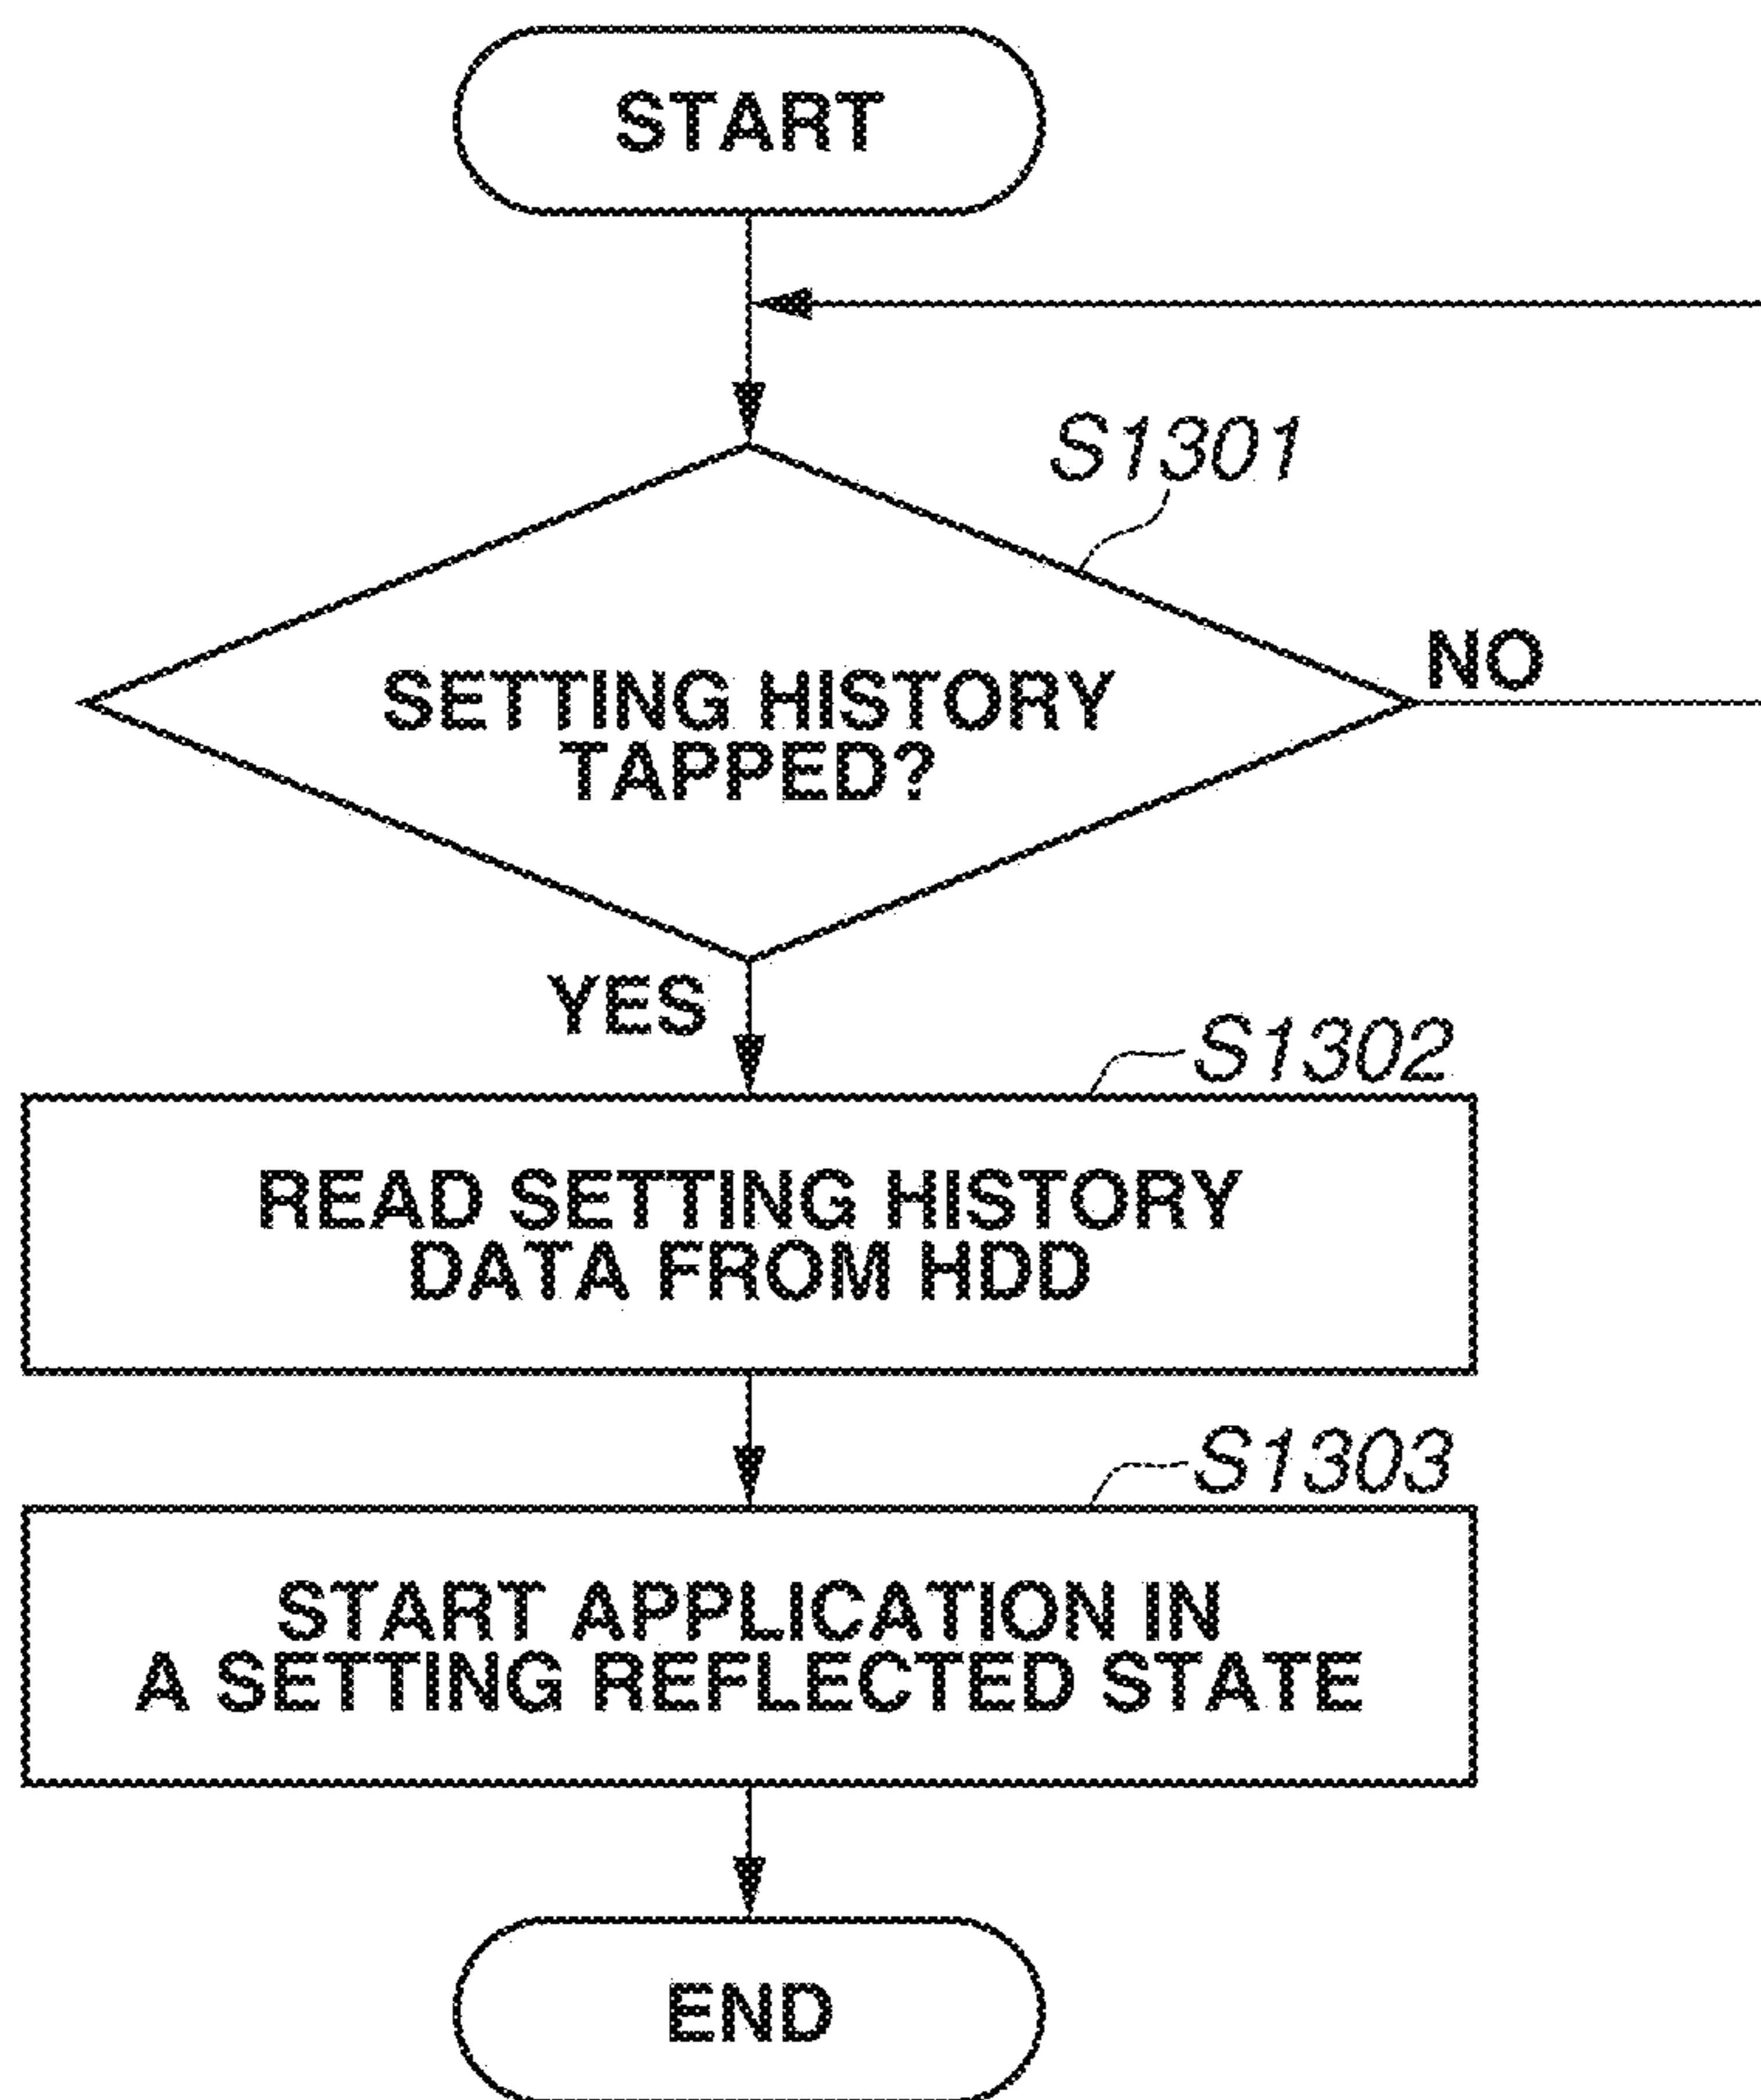 START
S1301
SETTING HISTORY
TAPPED?
NO
YES
S1302
READ SETTING HISTORY
DATA FROM HDD
S1303
START APPLICATION IN
A SETTING REFLECTED STATE
END